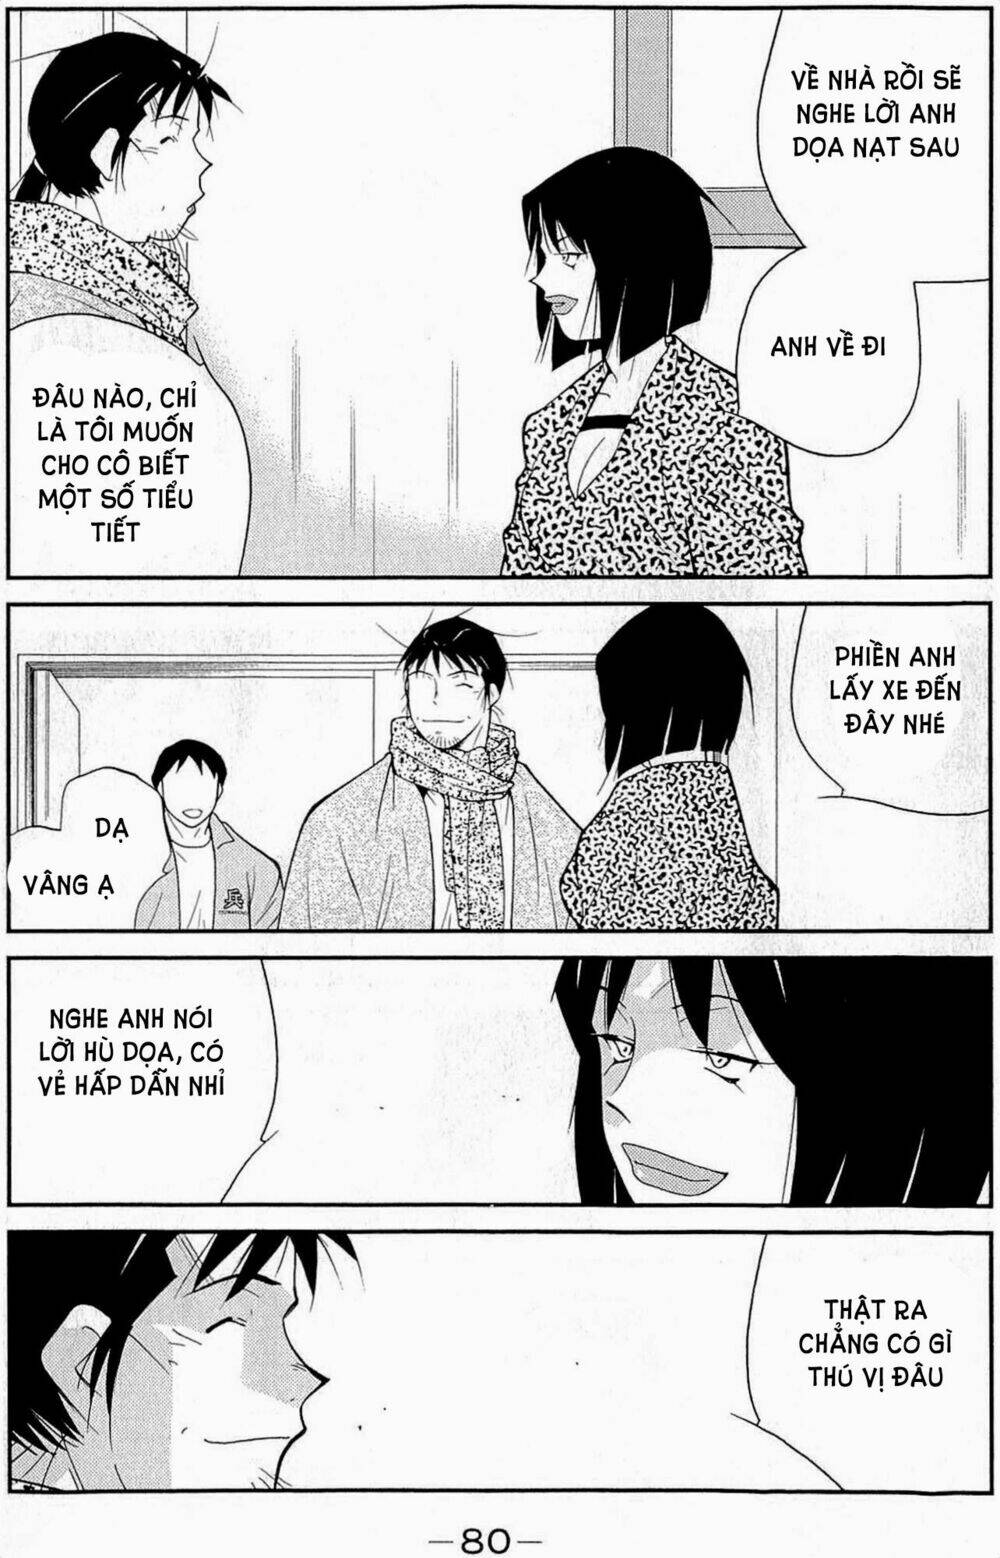 VỀ NHÀ RỒI SẼ
NGHE LỜI ANH
DỌA NẠT SAU
ANH VỀ ĐI
ĐÂU NÀO, CHỈ
LÀ TÔI MUỐN
CHO CÔ BIẾT
MỘT SỐ TIỂU
TIẾT
PHIỀN ANH
LẤY XE ĐẾN
ĐÂY NHÉ
DẠ
VÂNG Ạ
兵
NGHE ANH NÓI
LỜI HÙ DỌA, CÓ
VẺ HẤP DẪN NHỈ
THẬT RA
CHẲNG CÓ GÌ
THÚ VỊ ĐÂU
—80—